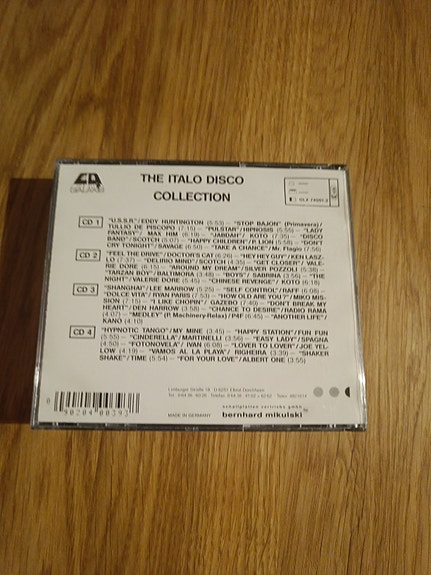 CD
THE ITALO DISCO
COLLECTION
CD 1
"U.S.S.R."/EDDY HUNTINGTON (5:53) – "STOP BAJON" (Primavera)/
TULLIO DE PISCOPO (7:15) – "PULSTAR"/HIPNOSIS (5:55) – "LADY
FANTASY"/ MAX HIM (6:19) – "JABDAH"/ KOTO (7:35) – "DISCO
BAND"/SCOTCH (5:07) – "HAPPY CHILDREN"/P. LION (5:58) – "DON'T
CRY TONIGHT"/ SAVAGE (6:50) – "TAKE A CHANCE"/ Mr. Flagio (7:56)
CD 2
"FEEL THE DRIVE"/ DOCTOR'S CAT (6:26) – "HEY HEY GUY"/ KEN LASZ-
LO (7:37) – "DELIRIO MIND"/ SCOTCH (4:35) – "GET CLOSER"/ VALE-
RIE DORE (6:15) – "AROUND MY DREAM"/ SILVER POZZOLI (5:38) –
"TARZAN BOY"/ BALTIMORA (3:48) – "BOYS"/ SABRINA (3:56) – "THE
NIGHT"/ VALERIE DORE (5:45) – "CHINESE REVENGE"/ KOTO (6:18)
CD 3
"SHANGHAI"/ LEE MARROW (5:25) – "SELF CONTROL"/ RAFF (6:08) –
"DOLCE VITA"/ RYAN PARIS (7:53) – "HOW OLD ARE YOU"?/ MIKO MIS-
SION (7:15) – "I LIKE CHOPIN"/ GAZEBO (7:40) – "DON'T BREAK MY
HEART"/ DEN HARROW (3:58) – "CHANCE TO DESIRE"/ RADIO RAMA
(4:07) – "MEDLEY" (P. Machinery-Relax)/ P4F (6:45) – "ANOTHER LIFE"/
KANO (4:10)
CD 4
"HYPNOTIC TANGO"/ MY MINE (3:45) – "HAPPY STATION"/ FUN FUN
(5:55) – "CINDERELLA"/ MARTINELLI (3:56) – "EASY LADY"/ SPAGNA
(4:50) – "FOTONOVELA"/ IVAN (6:08) – "LOVER TO LOVER"/ JOE YEL-
LOW (4:19) – "VAMOS AL LA PLAYA"/ RIGHEIRA (3:39) – "SHAKER
SHAKE"/ TIME (5:54) – "FOR YOUR LOVE"/ ALBERT ONE (3:55)
MADE IN GERMANY
schallplatten vertriebs gmbh
bernhard mikulski